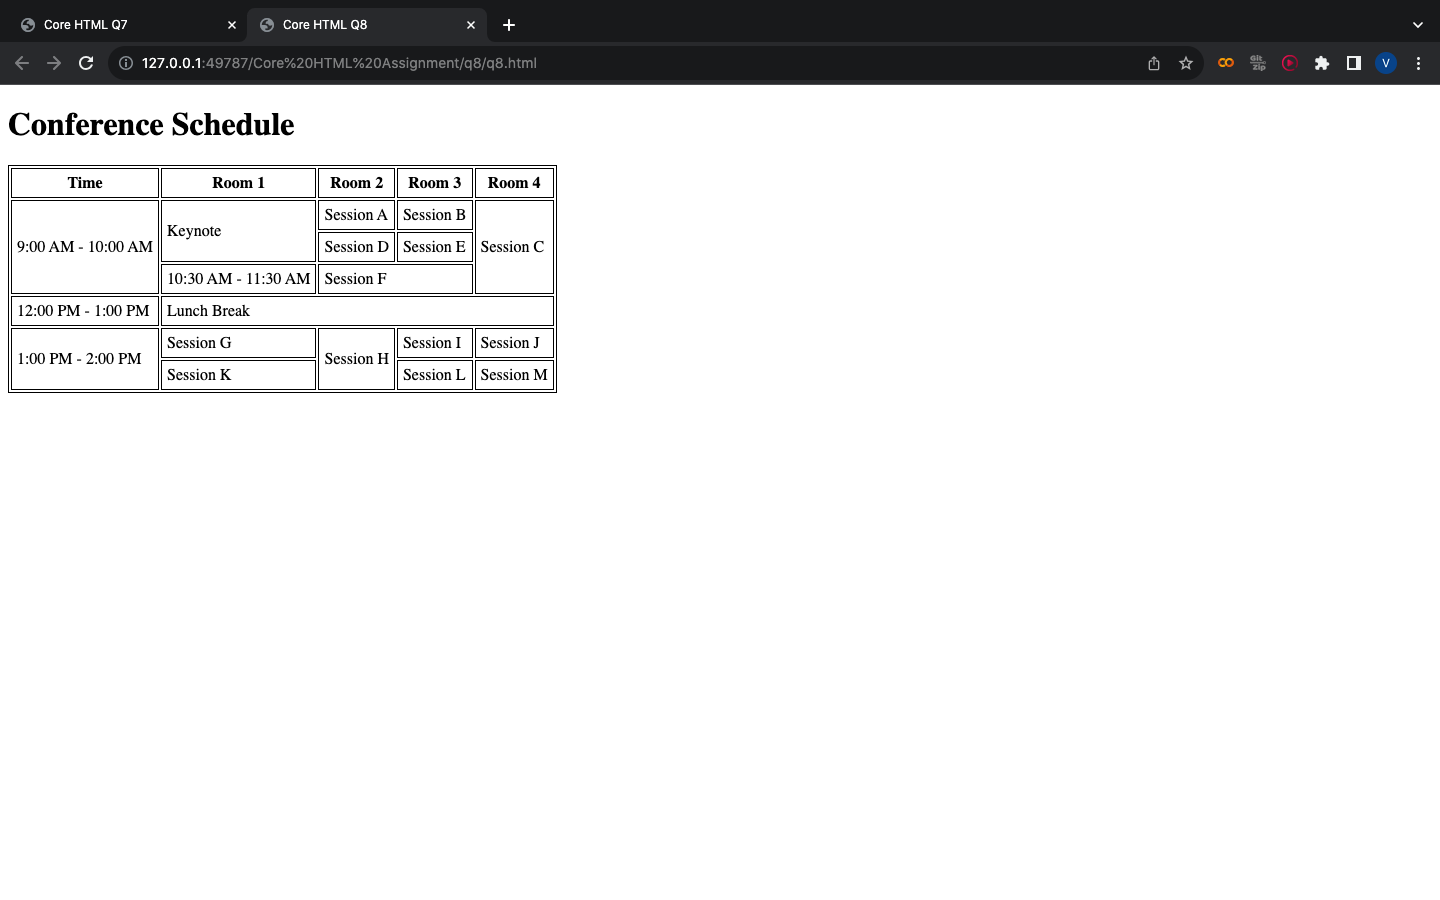 Core HTML Q7
Core HTML Q8
127.0.0.1:49787/Core%20HTML%20Assignment/q8/q8.html
Git Zip
V
Conference Schedule
Time Room 1 Room 2 Room 3 Room 4
9:00 AM - 10:00 AM Keynote Session A Session B Session C
Session D Session E
10:30 AM - 11:30 AM Session F
12:00 PM - 1:00 PM Lunch Break
1:00 PM - 2:00 PM Session G Session H Session I Session J
Session K Session L Session M